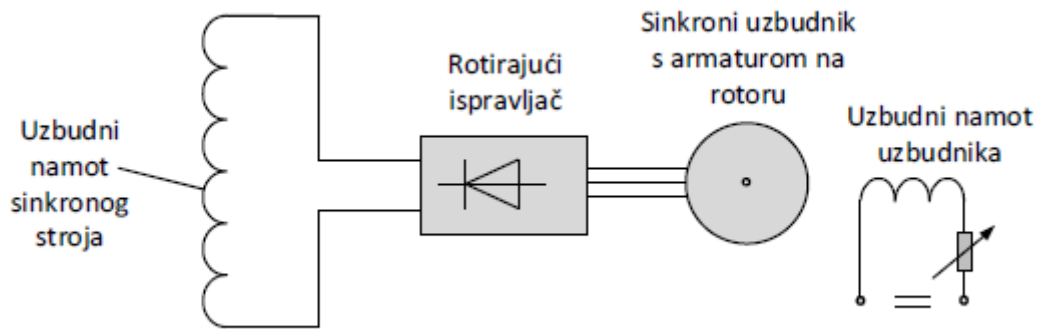 Uzbudni
namot
sinkronog
stroja
Rotirajući
ispravljač
Sinkroni uzbudnik
s armaturom na
rotoru
Uzbudni namot
uzbudnika